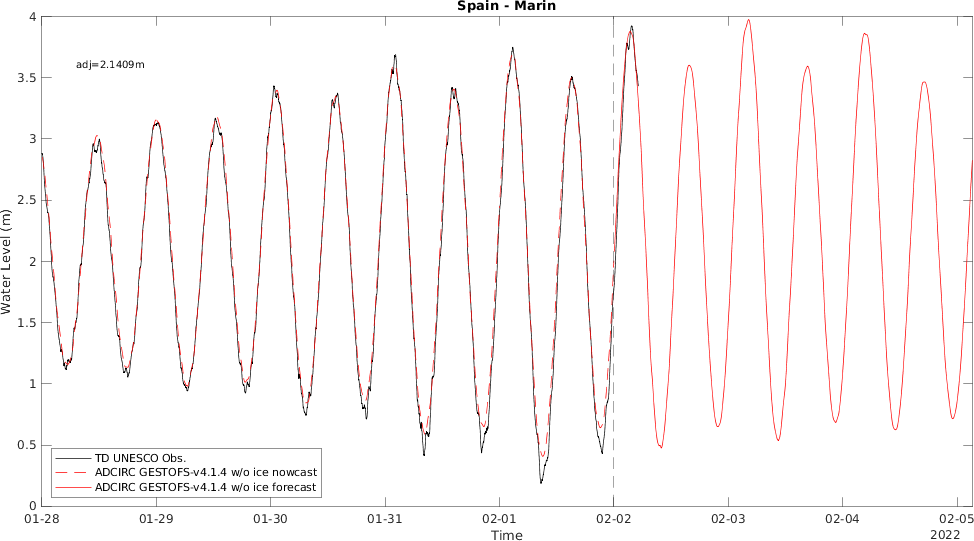 Spain - Marin
adj=2.1409m
4
3.5
3
2.5
2
1.5
1
0.5
0
Water Level (m)
TD UNESCO Obs.
ADCIRC GESTOFS-v4.1.4 w/o ice nowcast
ADCIRC GESTOFS-v4.1.4 w/o ice forecast
01-28 01-29 01-30 01-31 02-01 02-02 02-03 02-04 02-05
Time
2022